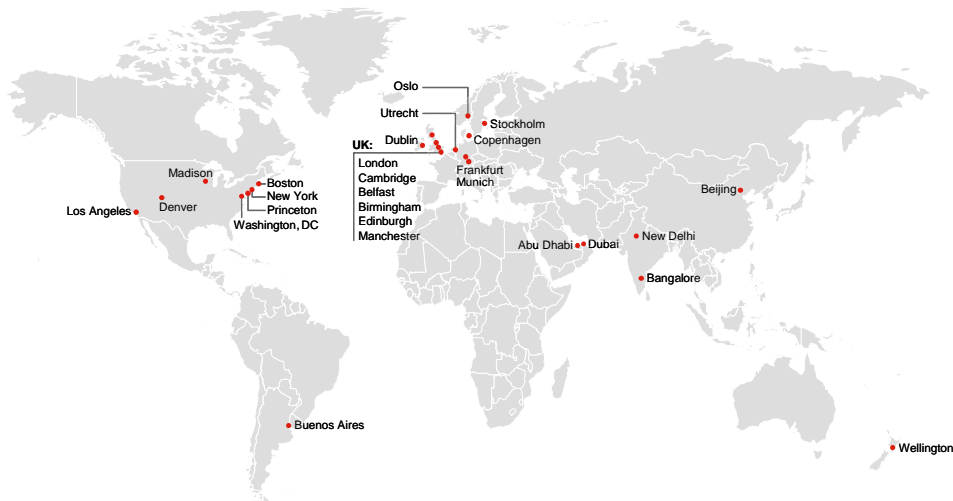 Oslo
Utrecht
Stockholm
Dublin
Copenhagen
UK:
London
Cambridge
Belfast
Birmingham
Edinburgh
Manchester
Frankfurt
Munich
Madison
Boston
New York
Princeton
Washington, DC
Denver
Los Angeles
Beijing
New Delhi
Abu Dhabi
Dubai
Bangalore
Buenos Aires
Wellington